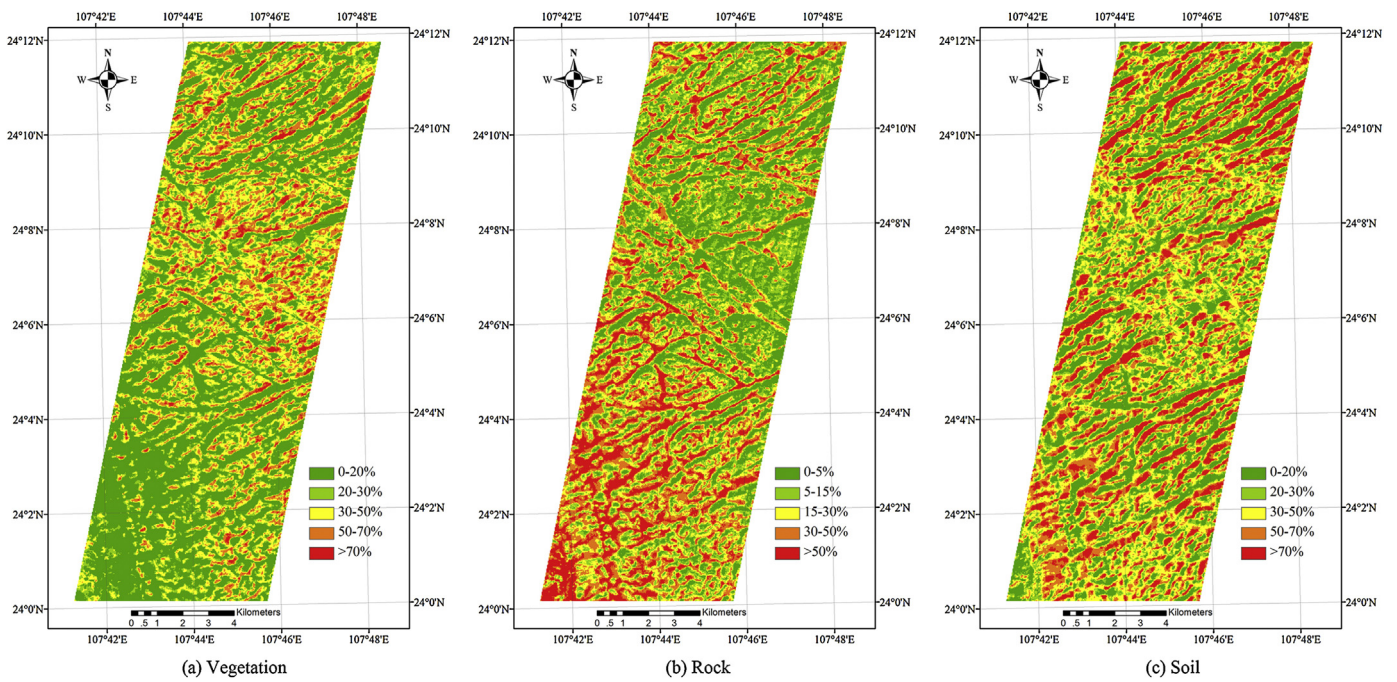 107°42'E 107°44'E 107°46'E 107°48'E
24°12'N 24°12'N
N
W E
S
24°10'N 24°10'N
24°8'N 24°8'N
24°6'N 24°6'N
24°4'N 24°4'N
0-20%
20-30%
24°2'N 24°2'N
30-50%
50-70%
>70%
24°0'N 24°0'N
Kilometers
0 .5 1 2 3 4
107°42'E 107°44'E 107°46'E 107°48'E
(a) Vegetation
107°42'E 107°44'E 107°46'E 107°48'E
24°12'N 24°12'N
N
W E
S
24°10'N 24°10'N
24°8'N 24°8'N
24°6'N 24°6'N
24°4'N 24°4'N
0-5%
5-15%
24°2'N 24°2'N
15-30%
30-50%
>50%
24°0'N 24°0'N
Kilometers
0 .5 1 2 3 4
107°42'E 107°44'E 107°46'E 107°48'E
(b) Rock
107°42'E 107°44'E 107°46'E 107°48'E
24°12'N 24°12'N
N
W E
S
24°10'N 24°10'N
24°8'N 24°8'N
24°6'N 24°6'N
24°4'N 24°4'N
0-20%
20-30%
24°2'N 24°2'N
30-50%
50-70%
>70%
24°0'N 24°0'N
Kilometers
0 .5 1 2 3 4
107°42'E 107°44'E 107°46'E 107°48'E
(c) Soil